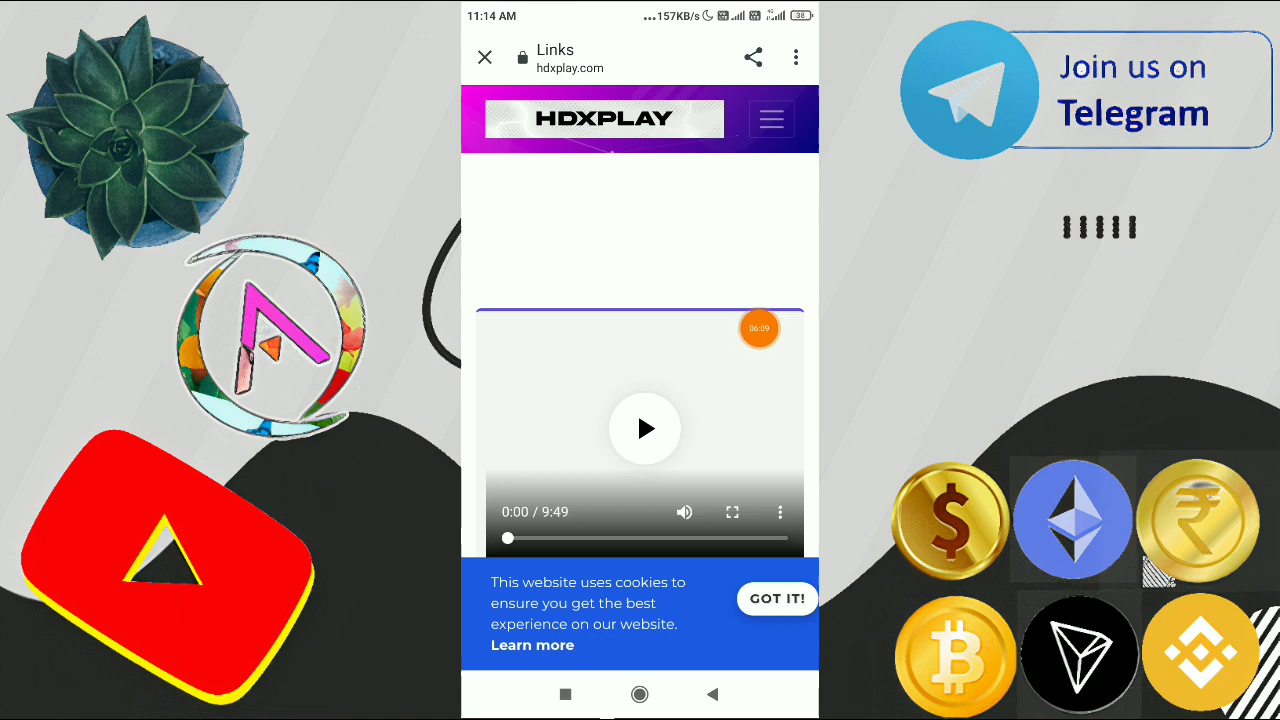 11:14 AM
...157KB/s
4G
38
Links
hdxplay.com
HDXPLAY
06:09
0:00 / 9:49
This website uses cookies to
ensure you get the best
experience on our website.
Learn more
GOT IT!
Join us on
Telegram